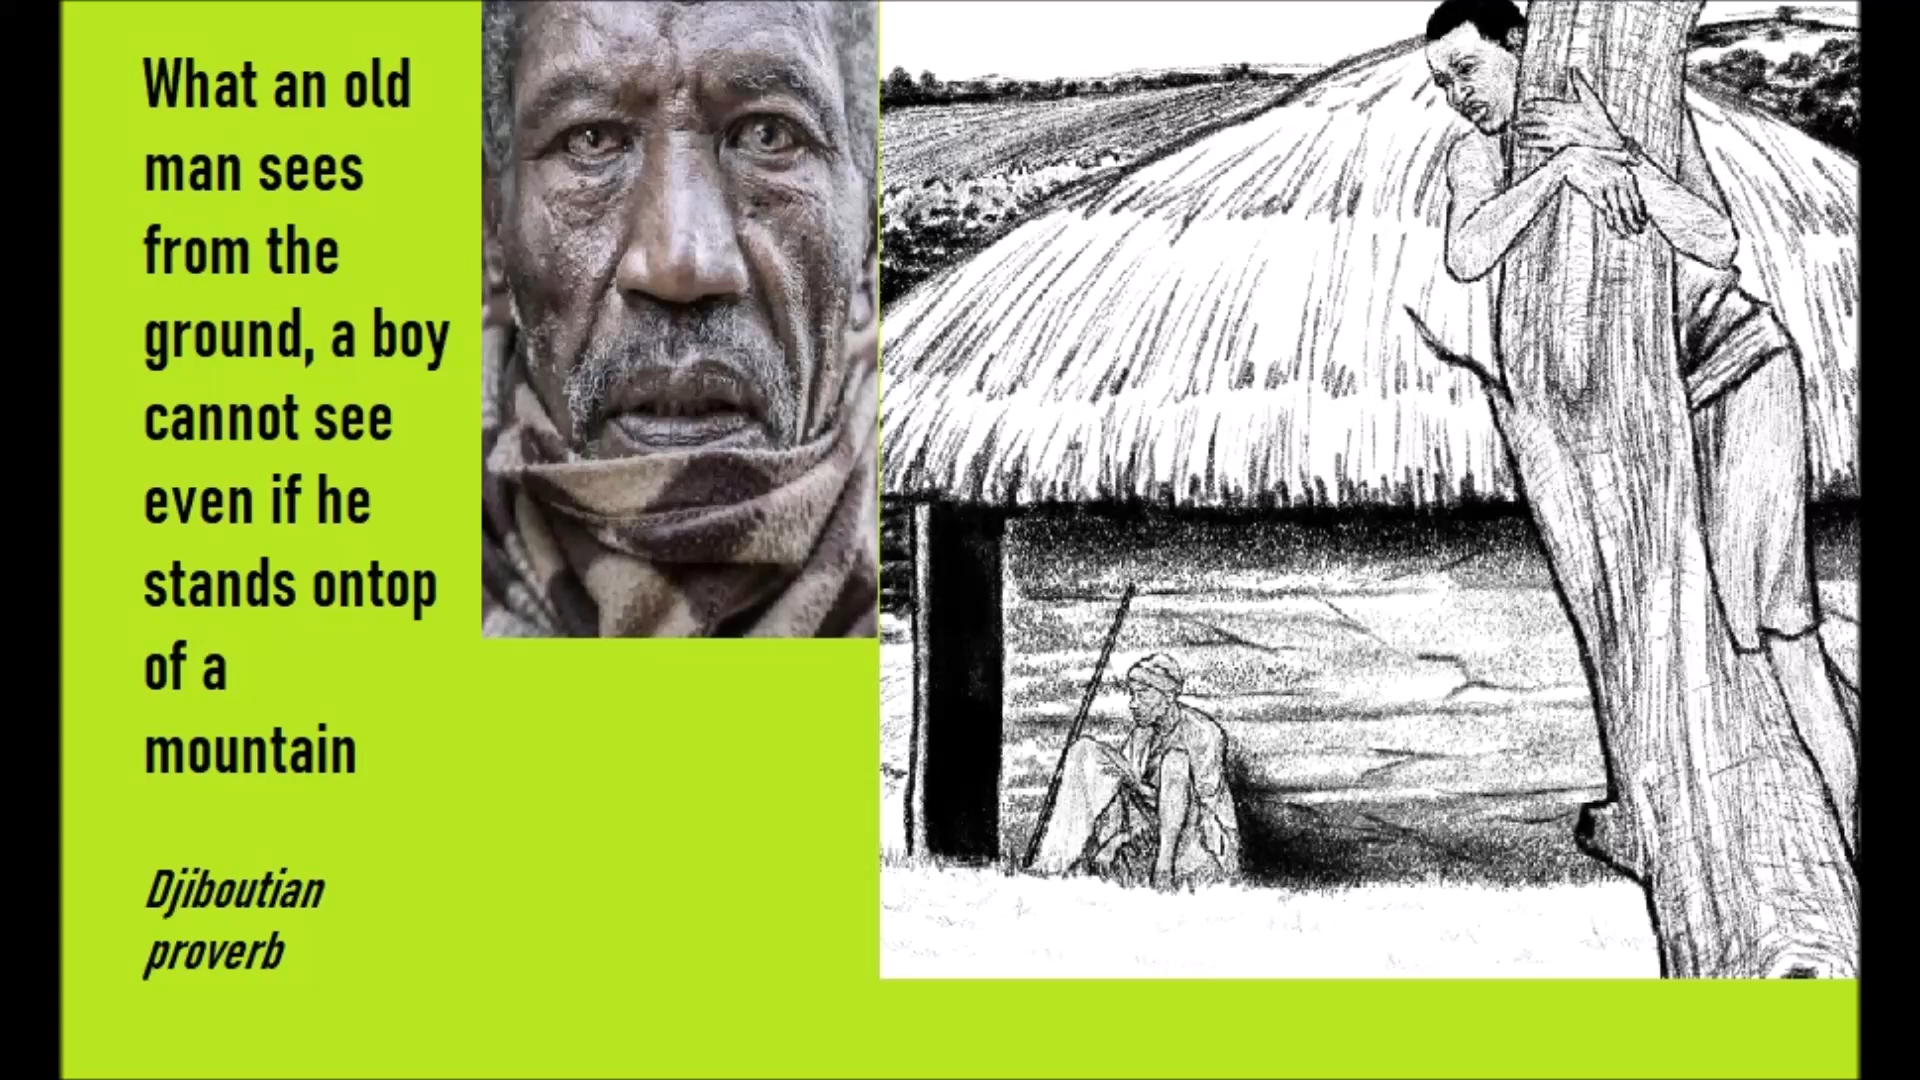 What an old
man sees
from the
ground, a boy
cannot see
even if he
stands ontop
of a
mountain
Djiboutian
proverb